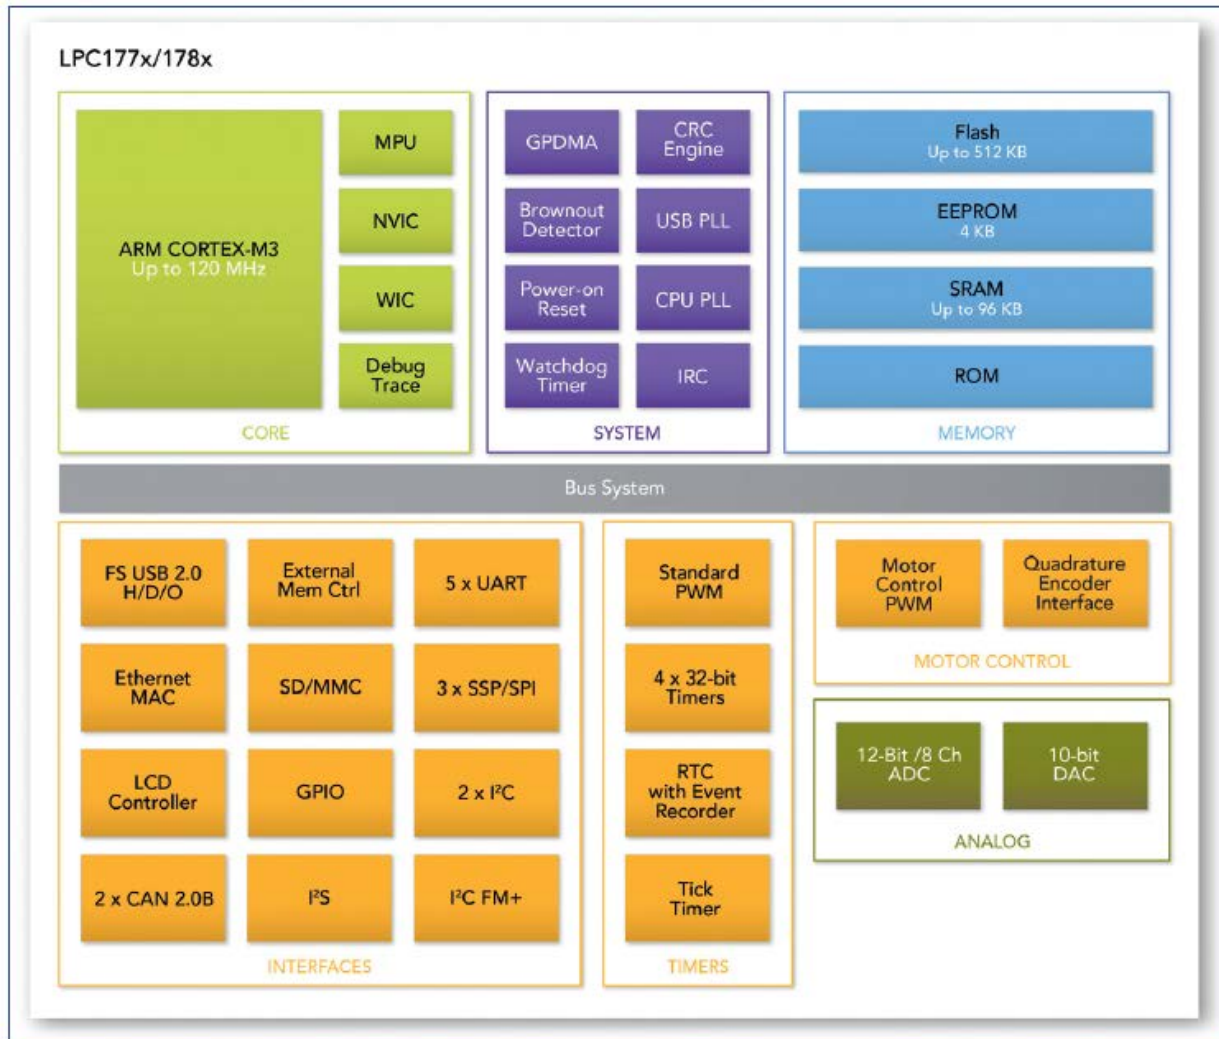 LPC177x/178x
ARM CORTEX-M3
Up to 120 MHz
MPU
NVIC
WIC
Debug
Trace
CORE
GPDMA
CRC
Engine
Brownout
Detector
USB PLL
Power-on
Reset
CPU PLL
Watchdog
Timer
IRC
SYSTEM
Flash
Up to 512 KB
EEPROM
4 KB
SRAM
Up to 96 KB
ROM
MEMORY
Bus System
FS USB 2.0
H/D/O
External
Mem Ctrl
5 x UART
Ethernet
MAC
SD/MMC
3 x SSP/SPI
LCD
Controller
GPIO
2 x I²C
2 x CAN 2.0B
I²S
I²C FM+
INTERFACES
Standard
PWM
4 x 32-bit
Timers
RTC
with Event
Recorder
Tick
Timer
TIMERS
Motor
Control
PWM
Quadrature
Encoder
Interface
MOTOR CONTROL
12-Bit /8 Ch
ADC
10-bit
DAC
ANALOG